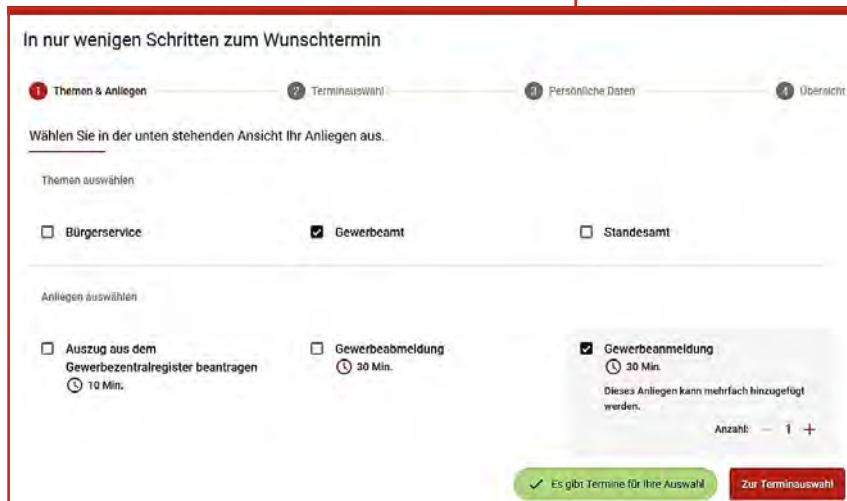 In nur wenigen Schritten zum Wunschtermin
1 Themen & Anliegen
2 Terminauswahl
3 Persönliche Daten
4 Übersicht
Wählen Sie in der unten stehenden Ansicht Ihr Anliegen aus.
Themen auswählen
Bürgerservice
Gewerbeamt
Standesamt
Anliegen auswählen
Auszug aus dem
Gewerbezentralregister beantragen
10 Min.
Gewerbeabmeldung
30 Min.
Gewerbeanmeldung
30 Min.
Dieses Anliegen kann mehrfach hinzugefügt
werden.
Anzahl: − 1 +
Es gibt Termine für Ihre Auswahl
Zur Terminauswahl